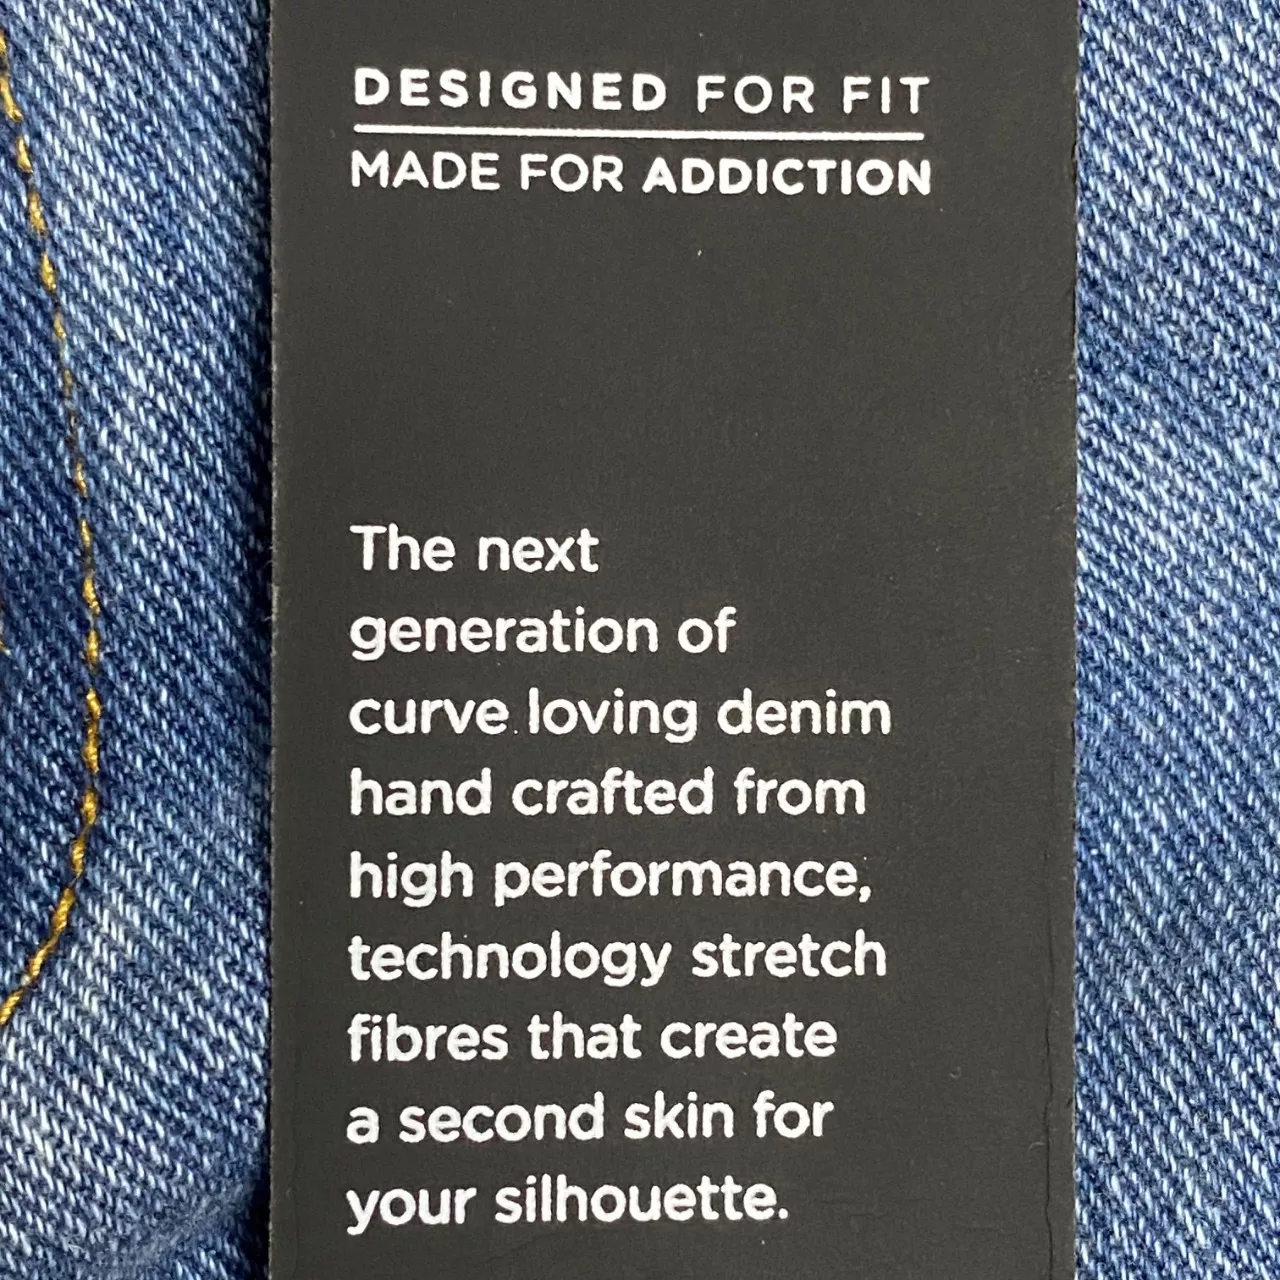 DESIGNED FOR FIT
MADE FOR ADDICTION
The next
generation of
curve loving denim
hand crafted from
high performance,
technology stretch
fibres that create
a second skin for
your silhouette.